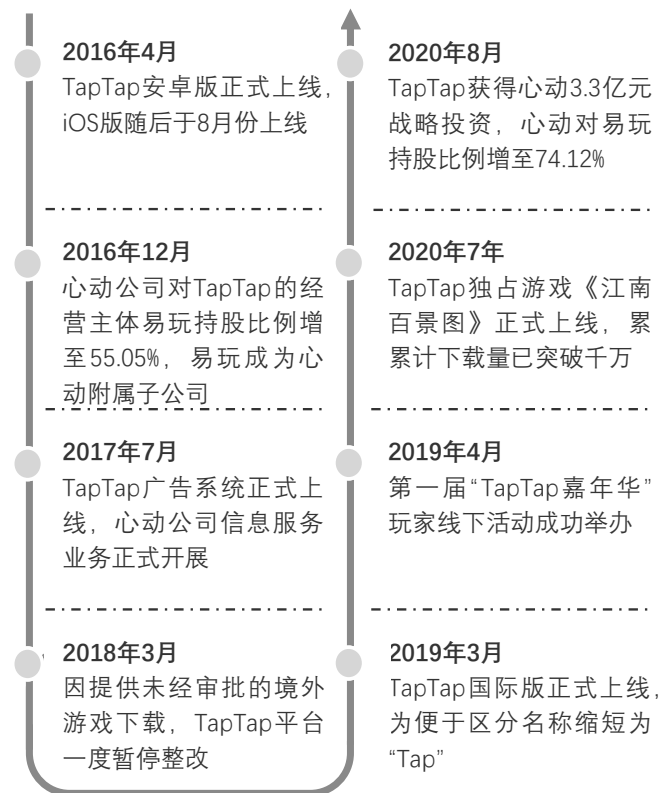 2016年4月
TapTap安卓版正式上线，
iOS版随后于8月份上线
2016年12月
心动公司对TapTap的经
营主体易玩持股比例增
至55.05%，易玩成为心
动附属子公司
2017年7月
TapTap广告系统正式上
线，心动公司信息服务
业务正式开展
2018年3月
因提供未经审批的境外
游戏下载，TapTap平台
一度暂停整改
2019年3月
TapTap国际版正式上线，
为便于区分名称缩短为
“Tap”
2019年4月
第一届“TapTap嘉年华”
玩家线下活动成功举办
2020年7年
TapTap独占游戏《江南
百景图》正式上线，累
累计下载量已突破千万
2020年8月
TapTap获得心动3.3亿元
战略投资，心动对易玩
持股比例增至74.12%